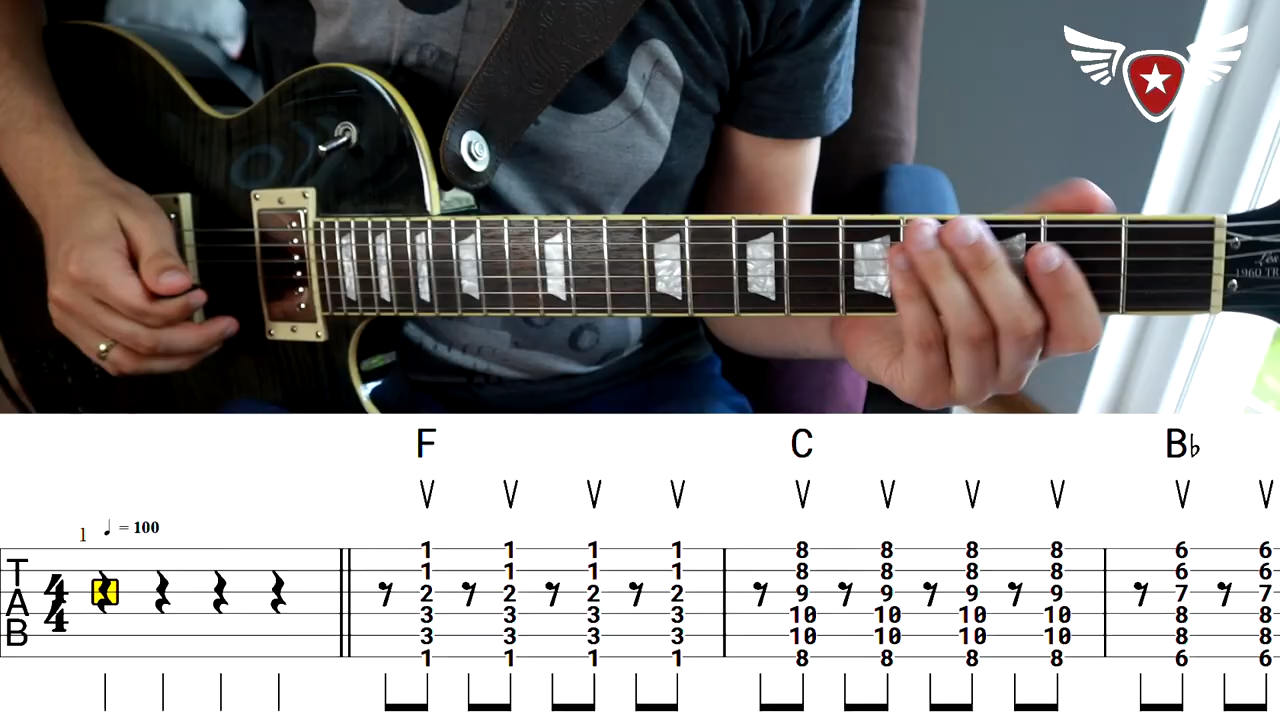 1960 TR
F C B♭
V V V V V V V V V V
1 ♩ = 100
1 1 1 1 8 8 8 8 6 6
T 1 1 1 1 8 8 8 8 6 6
4 2 2 2 2 9 9 9 9 7 7
A 3 3 3 3 10 10 10 10 8 8
4
B 3 3 3 3 10 10 10 10 8 8
1 1 1 1 8 8 8 8 6 6